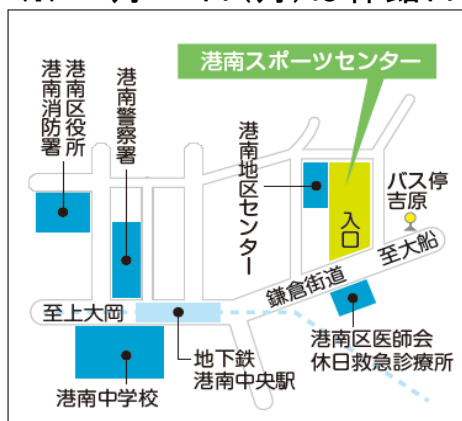 港南スポーツセンター
港南区役所
港南消防署
港南警察署
港南地区センター
バス停
吉原
入口
至大船
鎌倉街道
至上大岡
地下鉄
港南中央駅
港南区医師会
休日救急診療所
港南中学校